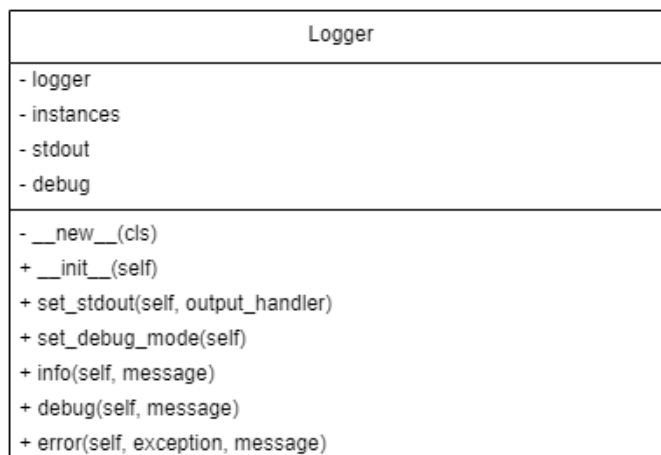 Logger
- logger
- instances
- stdout
- debug
- __new__(cls)
+ __init__(self)
+ set_stdout(self, output_handler)
+ set_debug_mode(self)
+ info(self, message)
+ debug(self, message)
+ error(self, exception, message)